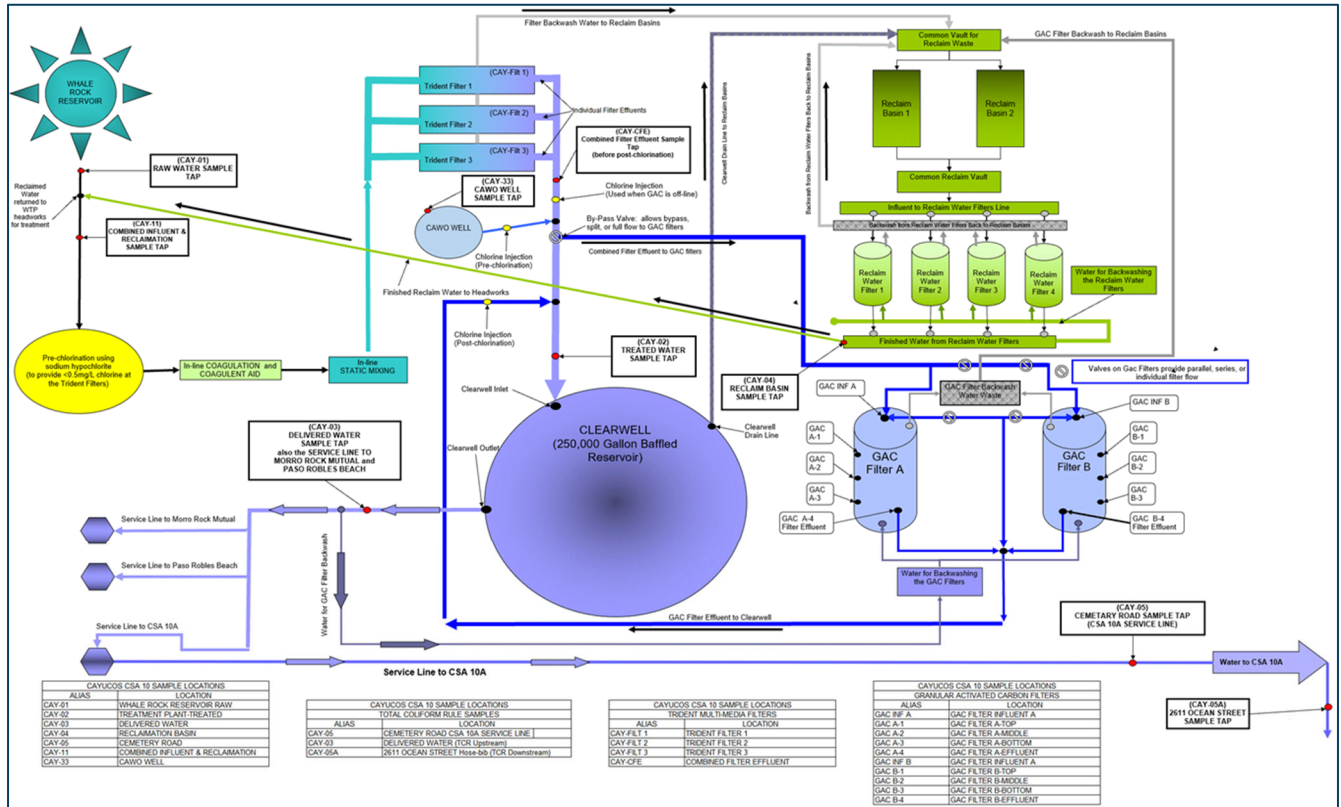 Filter Backwash Water to Reclaim Basins
GAC Filter Backwash to Reclaim Basins
Common Vault for
Reclaim Waste
WHALE
ROCK
RESERVOIR
(CAY-Filt 1)
Trident Filter 1
(CAY-Filt 2)
Trident Filter 2
(CAY-Filt 3)
Trident Filter 3
Individual Filter Effluents
Clearwell Drain Line to Reclaim Basins
Backwash from Reclaim Water Filters Back to Reclaim Basins
Reclaim
Basin 1
Reclaim
Basin 2
(CAY-CFE)
Combined Filter Effluent Sample
Tap
(before post-chlorination)
(CAY-01)
RAW WATER SAMPLE
TAP
(CAY-33)
CAWO WELL
SAMPLE TAP
Common Reclaim Vault
Reclaimed
Water
returned to
WTP
headworks
for treatment
Chlorine Injection
(Used when GAC is off-line)
Influent to Reclaim Water Filters Line
(CAY-11)
COMBINED INFLUENT &
RECLAIMATION
SAMPLE TAP
CAWO WELL
By-Pass Valve: allows bypass,
split, or full flow to GAC filters
Backwash from Reclaim Water Filters Back to Reclaim Basins
Combined Filter Effluent to GAC filters
Chlorine Injection
(Pre-chlorination)
Reclaim
Water
Filter 1
Reclaim
Water
Filter 2
Reclaim
Water
Filter 3
Reclaim
Water
Filter 4
Water for Backwashing
the Reclaim Water
Filters
Finished Reclaim Water to Headworks
Chlorine Injection
(Post-chlorination)
Finished Water from Reclaim Water Filters
(CAY-02)
TREATED WATER
SAMPLE TAP
Pre-chlorination using
sodium hypochlorite
(to provide <0.5mg/L chlorine at
the Trident Filters)
In-line COAGULATION and
COAGULENT AID
In-line
STATIC MIXING
(CAY-04)
RECLAIM BASIN
SAMPLE TAP
Valves on Gac Filters provide parallel, series, or
individual filter flow
GAC INF A
GAC Filter Backwash
Water Waste
GAC INF B
Clearwell Inlet
CLEARWELL
(250,000 Gallon Baffled
Reservoir)
Clearwell
Drain Line
(CAY-03)
DELIVERED WATER
SAMPLE TAP
also the SERVICE LINE TO
MORRO ROCK MUTUAL and
PASO ROBLES BEACH
Clearwell Outlet
GAC
A-1
GAC
A-2
GAC
A-3
GAC
Filter A
GAC A-4
Filter Effluent
GAC
Filter B
GAC
B-1
GAC
B-2
GAC
B-3
GAC B-4
Filter Effluent
Service Line to Morro Rock Mutual
Service Line to Paso Robles Beach
Water for GAC Filter Backwash
Water for Backwashing
the GAC Filters
Service Line to CSA 10A
GAC Filter Effluent to Clearwell
(CAY-05)
CEMETARY ROAD SAMPLE TAP
(CSA 10A SERVICE LINE)
Service Line to CSA 10A
Water to CSA 10A
(CAY-05A)
2611 OCEAN STREET
SAMPLE TAP
CAYUCOS CSA 10 SAMPLE LOCATIONS
ALIAS LOCATION
CAY-01 WHALE ROCK RESERVOIR RAW
CAY-02 TREATMENT PLANT-TREATED
CAY-03 DELIVERED WATER
CAY-04 RECLAMATION BASIN
CAY-05 CEMETERY ROAD
CAY-11 COMBINED INFLUENT & RECLAMATION
CAY-33 CAWO WELL
CAYUCOS CSA 10 SAMPLE LOCATIONS
TOTAL COLIFORM RULE SAMPLES
ALIAS LOCATION
CAY-05 CEMETERY ROAD CSA 10A SERVICE LINE ]
CAY-03 DELIVERED WATER (TCR Upstream)
CAY-05A 2611 OCEAN STREET Hose-bib (TCR Downstream)
CAYUCOS CSA 10 SAMPLE LOCATIONS
TRIDENT MULTI-MEDIA FILTERS
ALIAS LOCATION
CAY-FILT 1 TRIDENT FILTER 1
CAY-FILT 2 TRIDENT FILTER 2
CAY-FILT 3 TRIDENT FILTER 3
CAY-CFE COMBINED FILTER EFFLUENT
CAYUCOS CSA 10 SAMPLE LOCATIONS
GRANULAR ACTIVATED CARBON FILTERS
ALIAS LOCATION
GAC INF A GAC FILTER INFLUENT A
GAC A-1 GAC FILTER A-TOP
GAC A-2 GAC FILTER A-MIDDLE
GAC A-3 GAC FILTER A-BOTTOM
GAC A-4 GAC FILTER A-EFFLUENT
GAC INF B GAC FILTER INFLUENT A
GAC B-1 GAC FILTER B-TOP
GAC B-2 GAC FILTER B-MIDDLE
GAC B-3 GAC FILTER B-BOTTOM
GAC B-4 GAC FILTER B-EFFLUENT